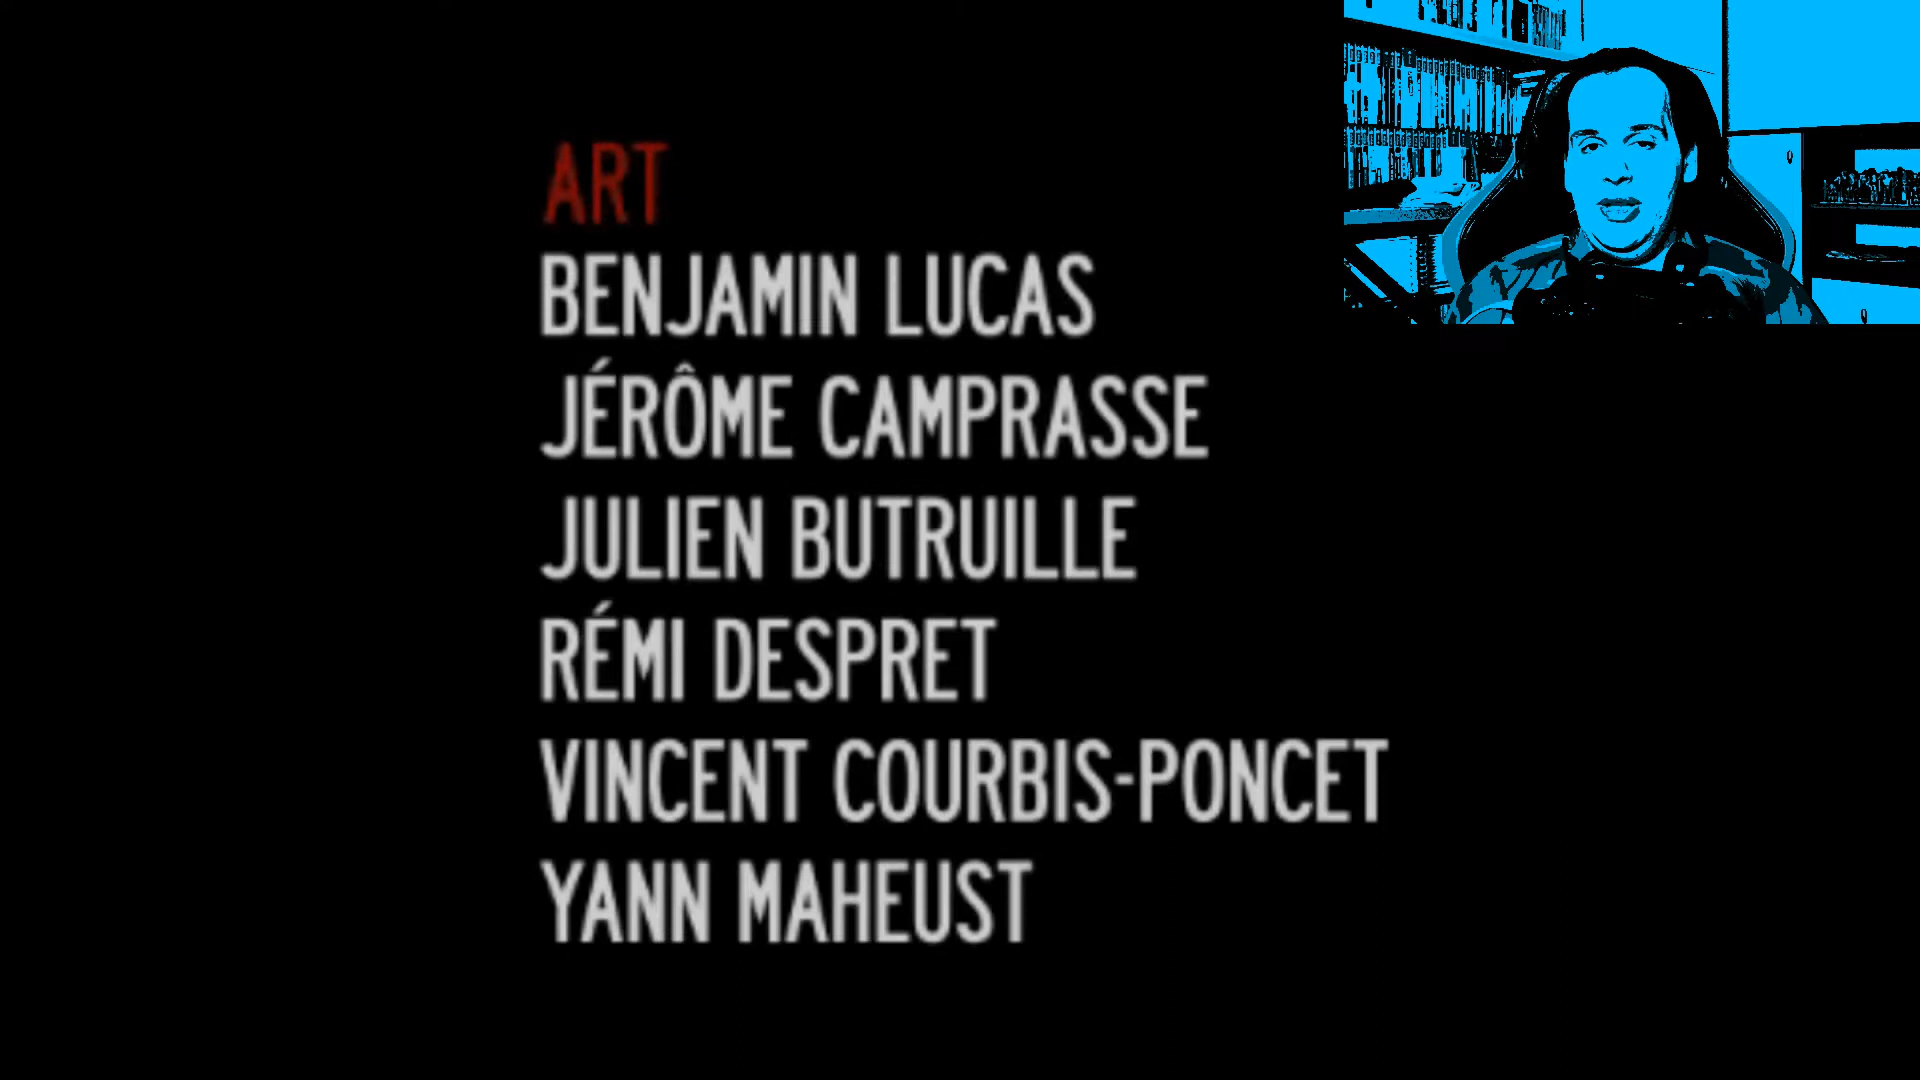 ART
BENJAMIN LUCAS
JÉRÔME CAMPRASSE
JULIEN BUTRUILLE
RÉMI DESPRET
VINCENT COURBIS-PONCET
YANN MAHEUST